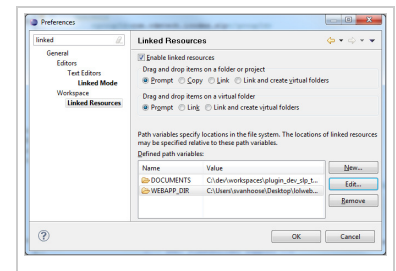 Preferences
linked
General
Editors
Text Editors
Linked Mode
Workspace
Linked Resources
Linked Resources
Enable linked resources
Drag and drop items on a folder or project
Prompt Copy Link Link and create virtual folders
Drag and drop items on a virtual folder
Prompt Link Link and create virtual folders
Path variables specify locations in the file system. The locations of linked resources
may be specified relative to these path variables.
Defined path variables:
Name Value
DOCUMENTS C:\dev\workspaces\plugin_dev_slp_t...
WEBAPP_DIR C:\Users\svanhoose\Desktop\lolweb...
New...
Edit...
Remove
?
OK Cancel